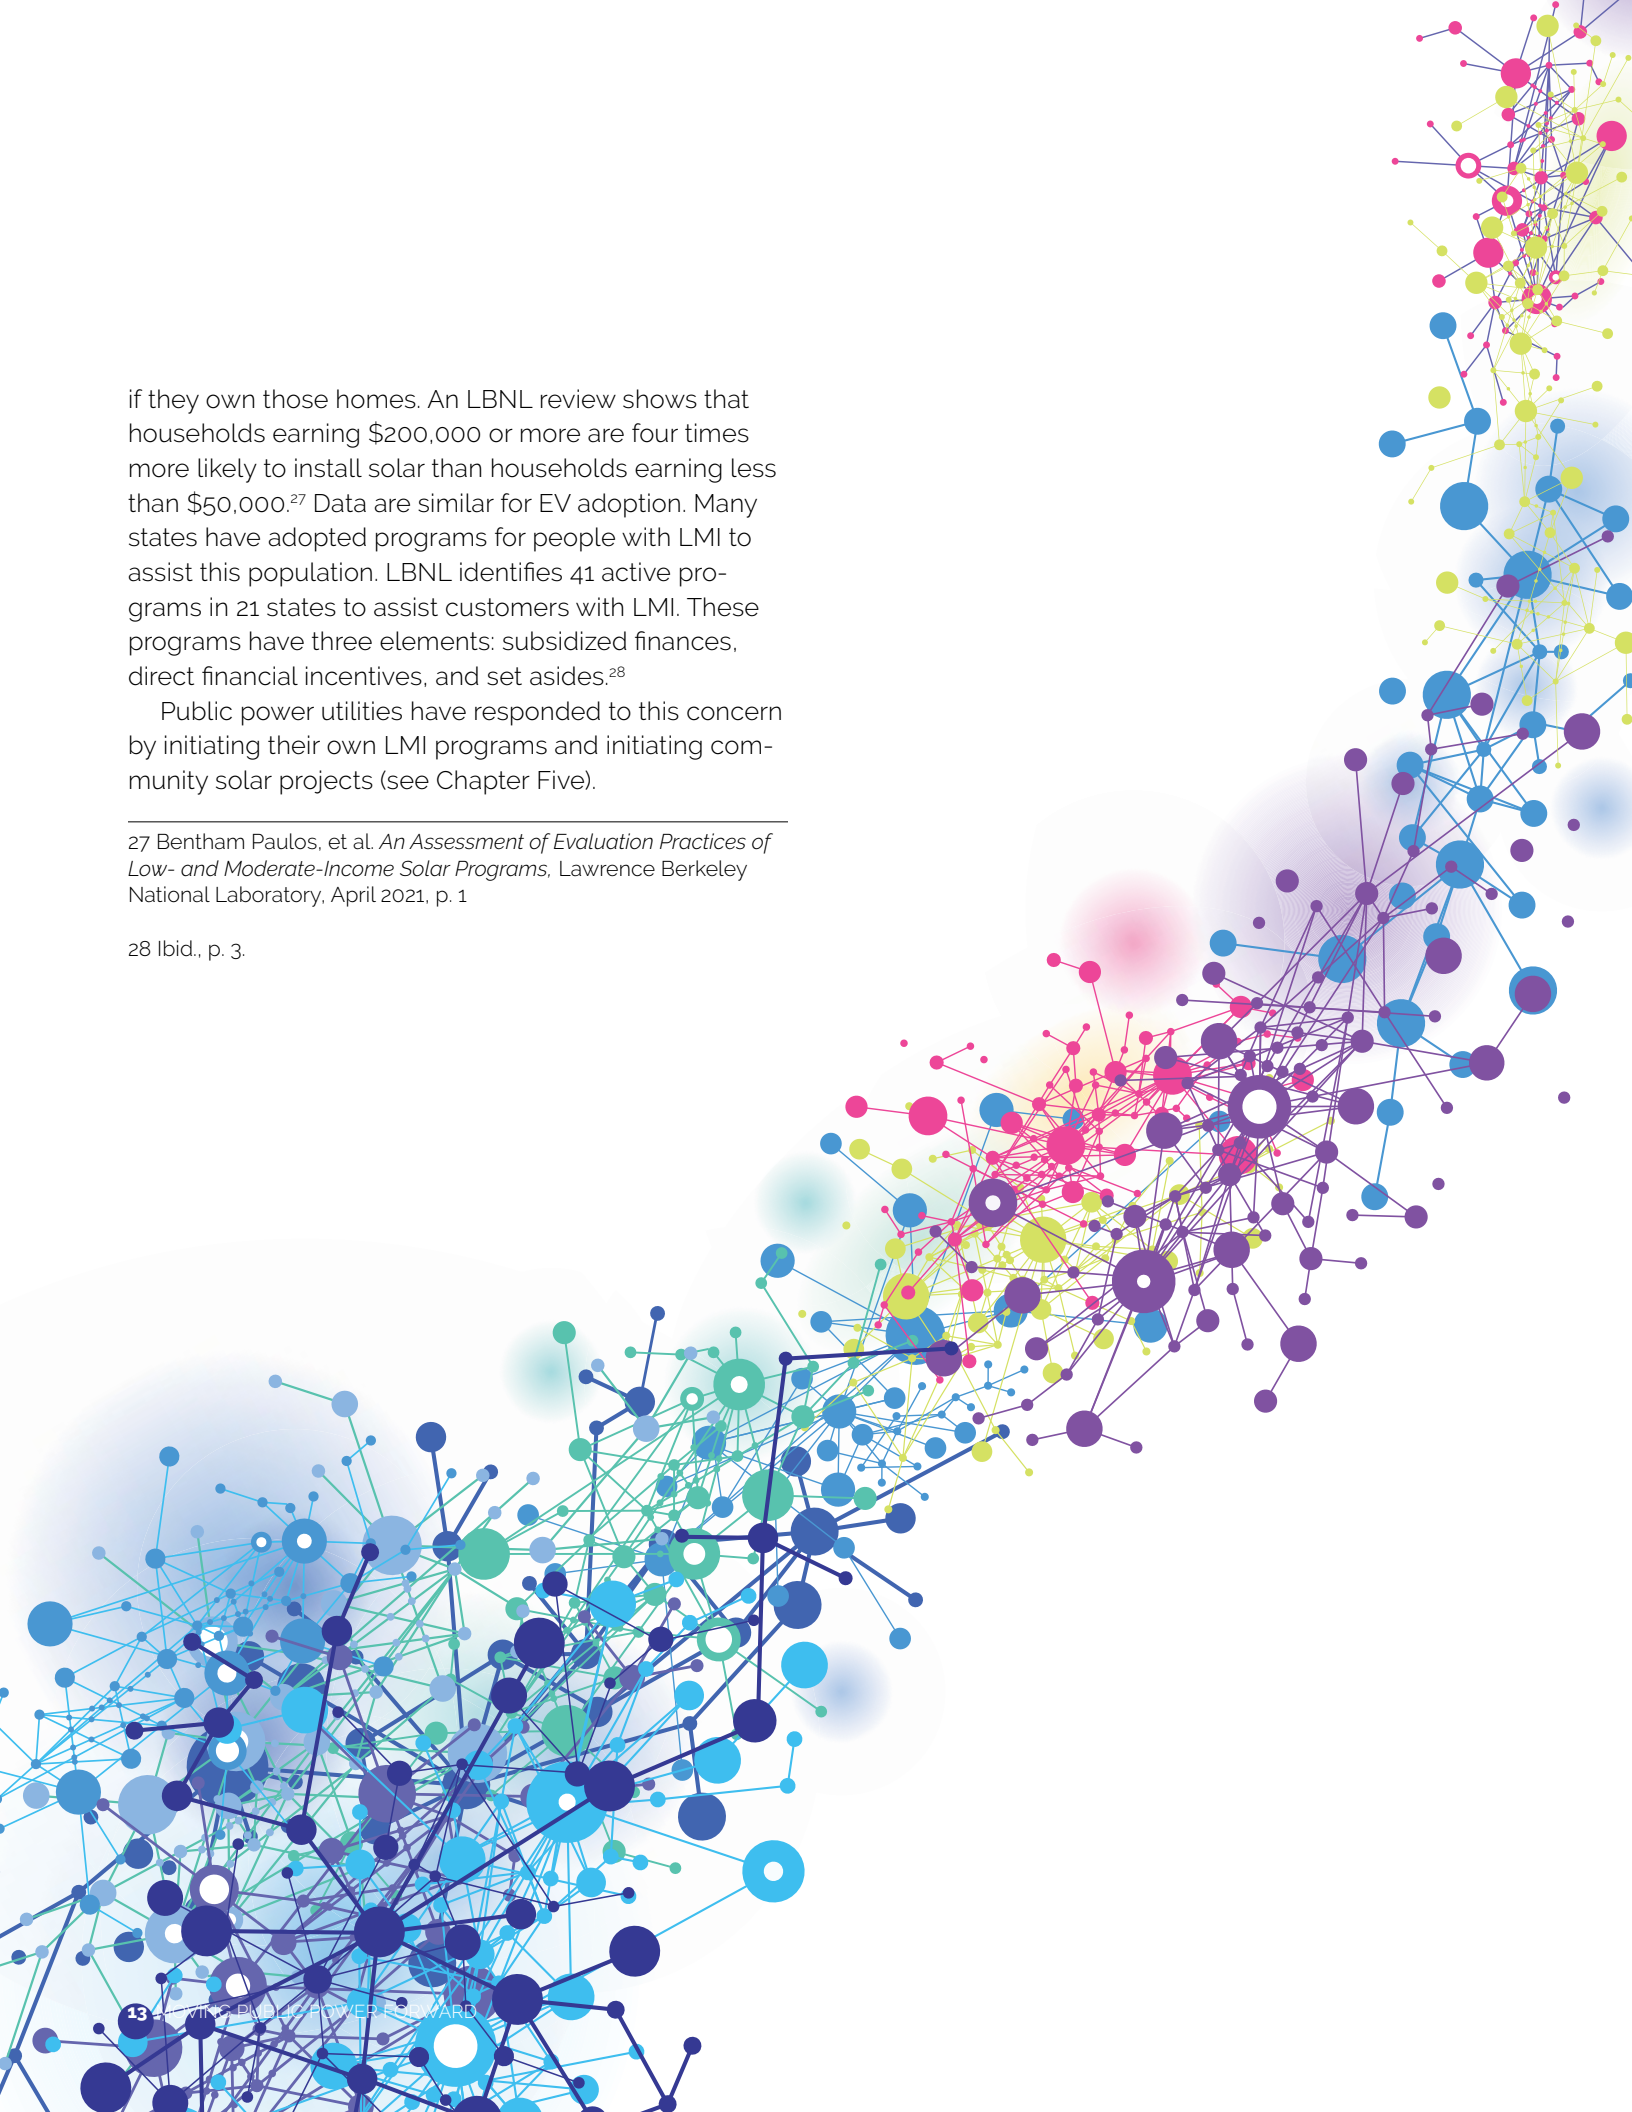 if they own those homes. An LBNL review shows that
households earning $200,000 or more are four times
more likely to install solar than households earning less
than $50,000.27 Data are similar for EV adoption. Many
states have adopted programs for people with LMI to
assist this population. LBNL identifies 41 active pro-
grams in 21 states to assist customers with LMI. These
programs have three elements: subsidized finances,
direct financial incentives, and set asides.28
Public power utilities have responded to this concern
by initiating their own LMI programs and initiating com-
munity solar projects (see Chapter Five).
27 Bentham Paulos, et al. An Assessment of Evaluation Practices of
Low- and Moderate-Income Solar Programs, Lawrence Berkeley
National Laboratory, April 2021, p. 1
28 Ibid., p. 3.
13 MOVING PUBLIC POWER FORWARD